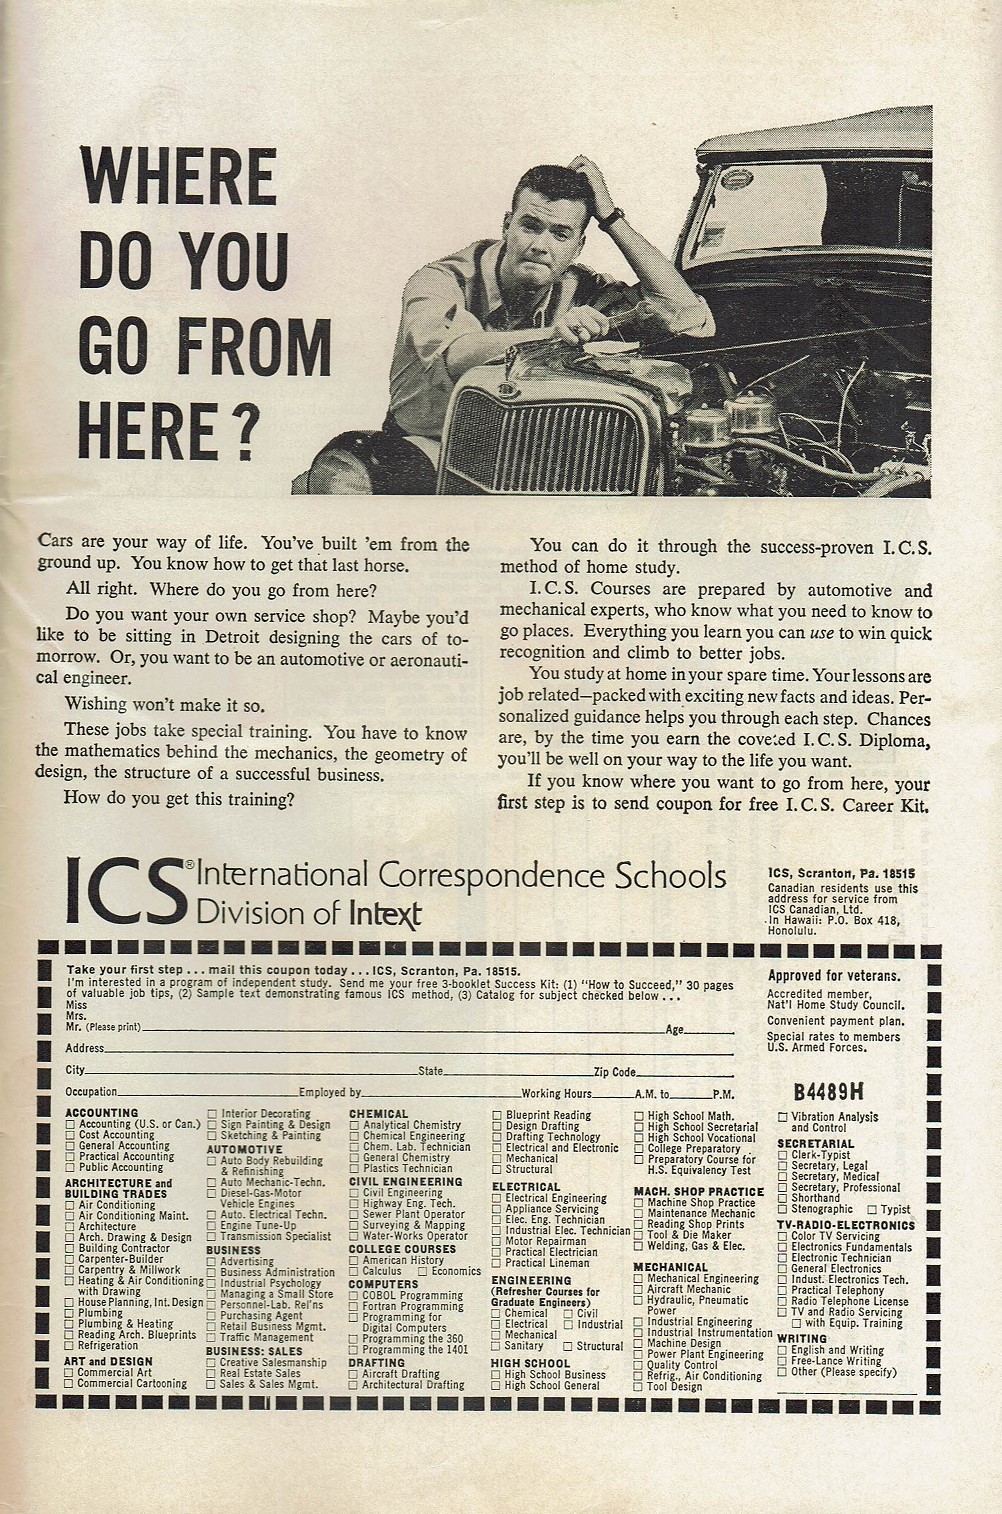 WHERE
DO YOU
GO FROM
HERE?
Cars are your way of life. You've built 'em from the
ground up. You know how to get that last horse.
All right. Where do you go from here?
Do you want your own service shop? Maybe you'd
like to be sitting in Detroit designing the cars of to-
morrow. Or, you want to be an automotive or aeronauti-
cal engineer.
Wishing won't make it so.
These jobs take special training. You have to know
the mathematics behind the mechanics, the geometry of
design, the structure of a successful business.
How do you get this training?
You can do it through the success-proven I.C.S.
method of home study.
I.C.S. Courses are prepared by automotive and
mechanical experts, who know what you need to know to
go places. Everything you learn you can use to win quick
recognition and climb to better jobs.
You study at home in your spare time. Your lessons are
job related—packed with exciting new facts and ideas. Per-
sonalized guidance helps you through each step. Chances
are, by the time you earn the coveted I.C.S. Diploma,
you'll be well on your way to the life you want.
If you know where you want to go from here, your
first step is to send coupon for free I.C.S. Career Kit.
ICS® International Correspondence Schools
Division of Intext
ICS, Scranton, Pa. 18515
Canadian residents use this
address for service from
ICS Canadian, Ltd.
In Hawaii: P.O. Box 418,
Honolulu.
Take your first step ... mail this coupon today ... ICS, Scranton, Pa. 18515.
I'm interested in a program of independent study. Send me your free 3-booklet Success Kit: (1) "How to Succeed," 30 pages
of valuable job tips, (2) Sample text demonstrating famous ICS method, (3) Catalog for subject checked below ...
Miss
Mrs.
Mr. (Please print) Age
Address
City State Zip Code
Occupation Employed by Working Hours A.M. to P.M.
Approved for veterans.
Accredited member,
Nat'l Home Study Council.
Convenient payment plan.
Special rates to members
U.S. Armed Forces.
B4489H
ACCOUNTING
Accounting (U.S. or Can.)
Cost Accounting
General Accounting
Practical Accounting
Public Accounting
ARCHITECTURE and
BUILDING TRADES
Air Conditioning
Air Conditioning Maint.
Architecture
Arch. Drawing & Design
Building Contractor
Carpenter-Builder
Carpentry & Millwork
Heating & Air Conditioning
with Drawing
House Planning, Int. Design
Plumbing
Plumbing & Heating
Reading Arch. Blueprints
Refrigeration
ART and DESIGN
Commercial Art
Commercial Cartooning
Interior Decorating
Sign Painting & Design
Sketching & Painting
AUTOMOTIVE
Auto Body Rebuilding
& Refinishing
Auto Mechanic-Techn.
Diesel-Gas-Motor
Vehicle Engines
Auto. Electrical Techn.
Engine Tune-Up
Transmission Specialist
BUSINESS
Advertising
Business Administration
Industrial Psychology
Managing a Small Store
Personnel-Lab. Rel'ns
Purchasing Agent
Retail Business Mgmt.
Traffic Management
BUSINESS: SALES
Creative Salesmanship
Real Estate Sales
Sales & Sales Mgmt.
CHEMICAL
Analytical Chemistry
Chemical Engineering
Chem. Lab. Technician
General Chemistry
Plastics Technician
CIVIL ENGINEERING
Civil Engineering
Highway Eng. Tech.
Sewer Plant Operator
Surveying & Mapping
Water-Works Operator
COLLEGE COURSES
American History
Calculus Economics
COMPUTERS
COBOL Programming
Fortran Programming
Programming for
Digital Computers
Programming the 360
Programming the 1401
DRAFTING
Aircraft Drafting
Architectural Drafting
Blueprint Reading
Design Drafting
Drafting Technology
Electrical and Electronic
Mechanical
Structural
ELECTRICAL
Electrical Engineering
Appliance Servicing
Elec. Eng. Technician
Industrial Elec. Technician
Motor Repairman
Practical Electrician
Practical Lineman
ENGINEERING
(Refresher Courses for
Graduate Engineers)
Chemical Civil
Electrical Industrial
Mechanical
Sanitary Structural
HIGH SCHOOL
High School Business
High School General
High School Math.
High School Secretarial
High School Vocational
College Preparatory
Preparatory Course for
H.S. Equivalency Test
MACH. SHOP PRACTICE
Machine Shop Practice
Maintenance Mechanic
Reading Shop Prints
Tool & Die Maker
Welding, Gas & Elec.
MECHANICAL
Mechanical Engineering
Aircraft Mechanic
Hydraulic, Pneumatic
Power
Industrial Engineering
Industrial Instrumentation
Machine Design
Power Plant Engineering
Quality Control
Refrig., Air Conditioning
Tool Design
Vibration Analysis
and Control
SECRETARIAL
Clerk-Typist
Secretary, Legal
Secretary, Medical
Secretary, Professional
Shorthand
Stenographic Typist
TV-RADIO-ELECTRONICS
Color TV Servicing
Electronics Fundamentals
Electronic Technician
General Electronics
Indust. Electronics Tech.
Practical Telephony
Radio Telephone License
TV and Radio Servicing
with Equip. Training
WRITING
English and Writing
Free-Lance Writing
Other (Please specify)